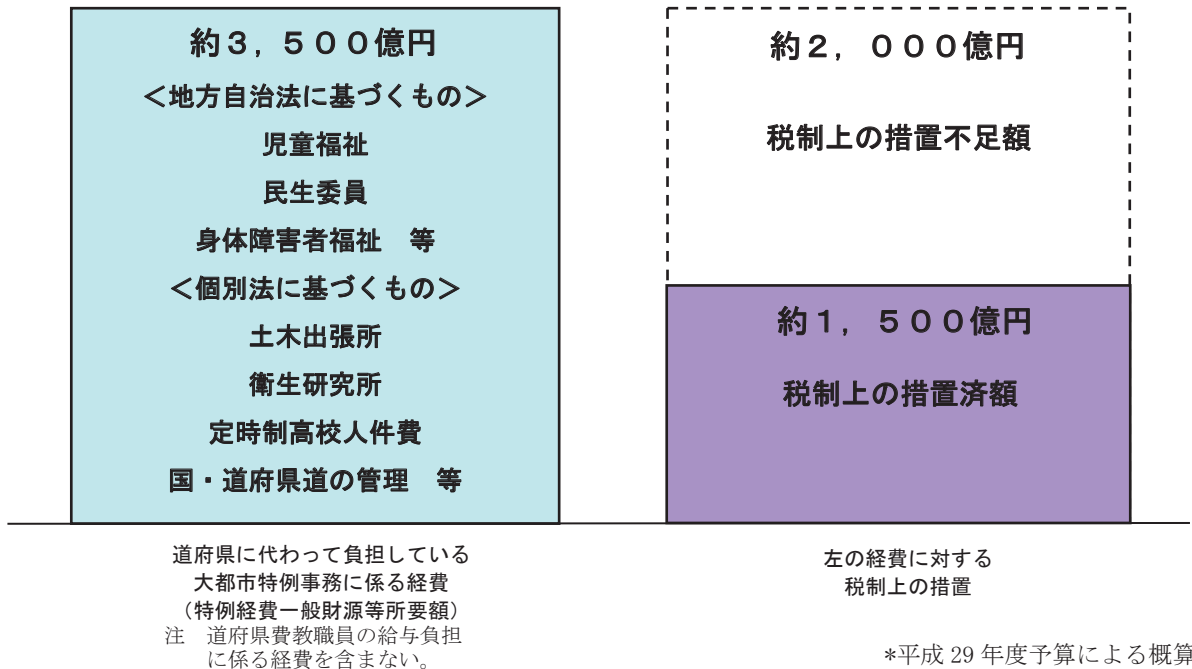 約３，５００億円
＜地方自治法に基づくもの＞
児童福祉
民生委員
身体障害者福祉　等
＜個別法に基づくもの＞
土木出張所
衛生研究所
定時制高校人件費
国・道府県道の管理　等
道府県に代わって負担している
大都市特例事務に係る経費
（特例経費一般財源等所要額）
注　道府県費教職員の給与負担
に係る経費を含まない。
約２，０００億円
税制上の措置不足額
約１，５００億円
税制上の措置済額
左の経費に対する
税制上の措置
*平成 29 年度予算による概算